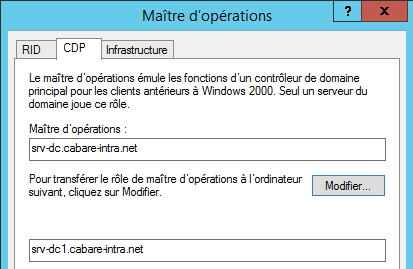 Maître d'opérations
? x
RID CDP Infrastructure
Le maître d'opérations émule les fonctions d'un contrôleur de domaine
principal pour les clients antérieurs à Windows 2000. Seul un serveur du
domaine joue ce rôle.
Maître d'opérations :
srv-dc.cabare-intra.net
Pour transférer le rôle de maître d'opérations à l'ordinateur
suivant, cliquez sur Modifier.
Modifier...
srv-dc1.cabare-intra.net